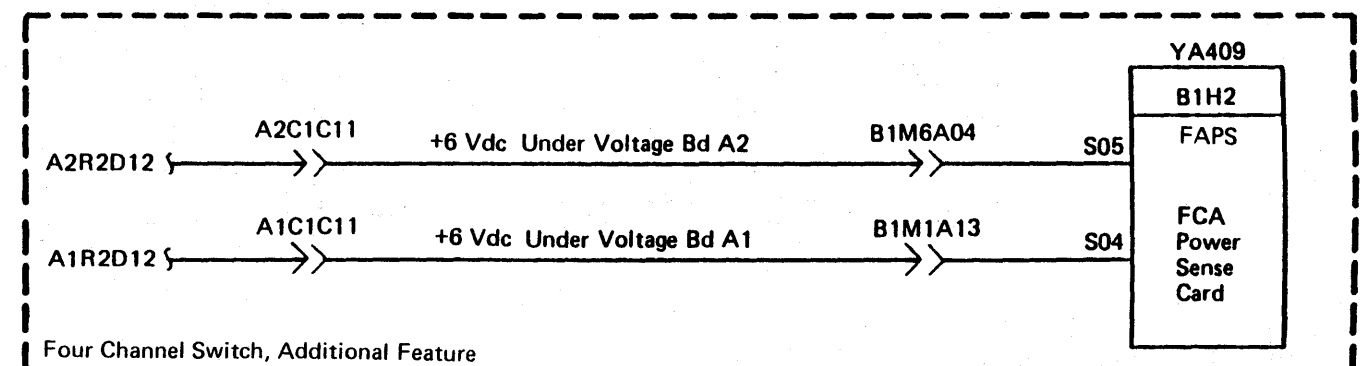 YA409
B1H2
A2C1C11
+6 Vdc Under Voltage Bd A2
B1M6A04
S05
FAPS
A2R2D12
A1C1C11
+6 Vdc Under Voltage Bd A1
B1M1A13
S04
A1R2D12
FCA
Power
Sense
Card
Four Channel Switch, Additional Feature